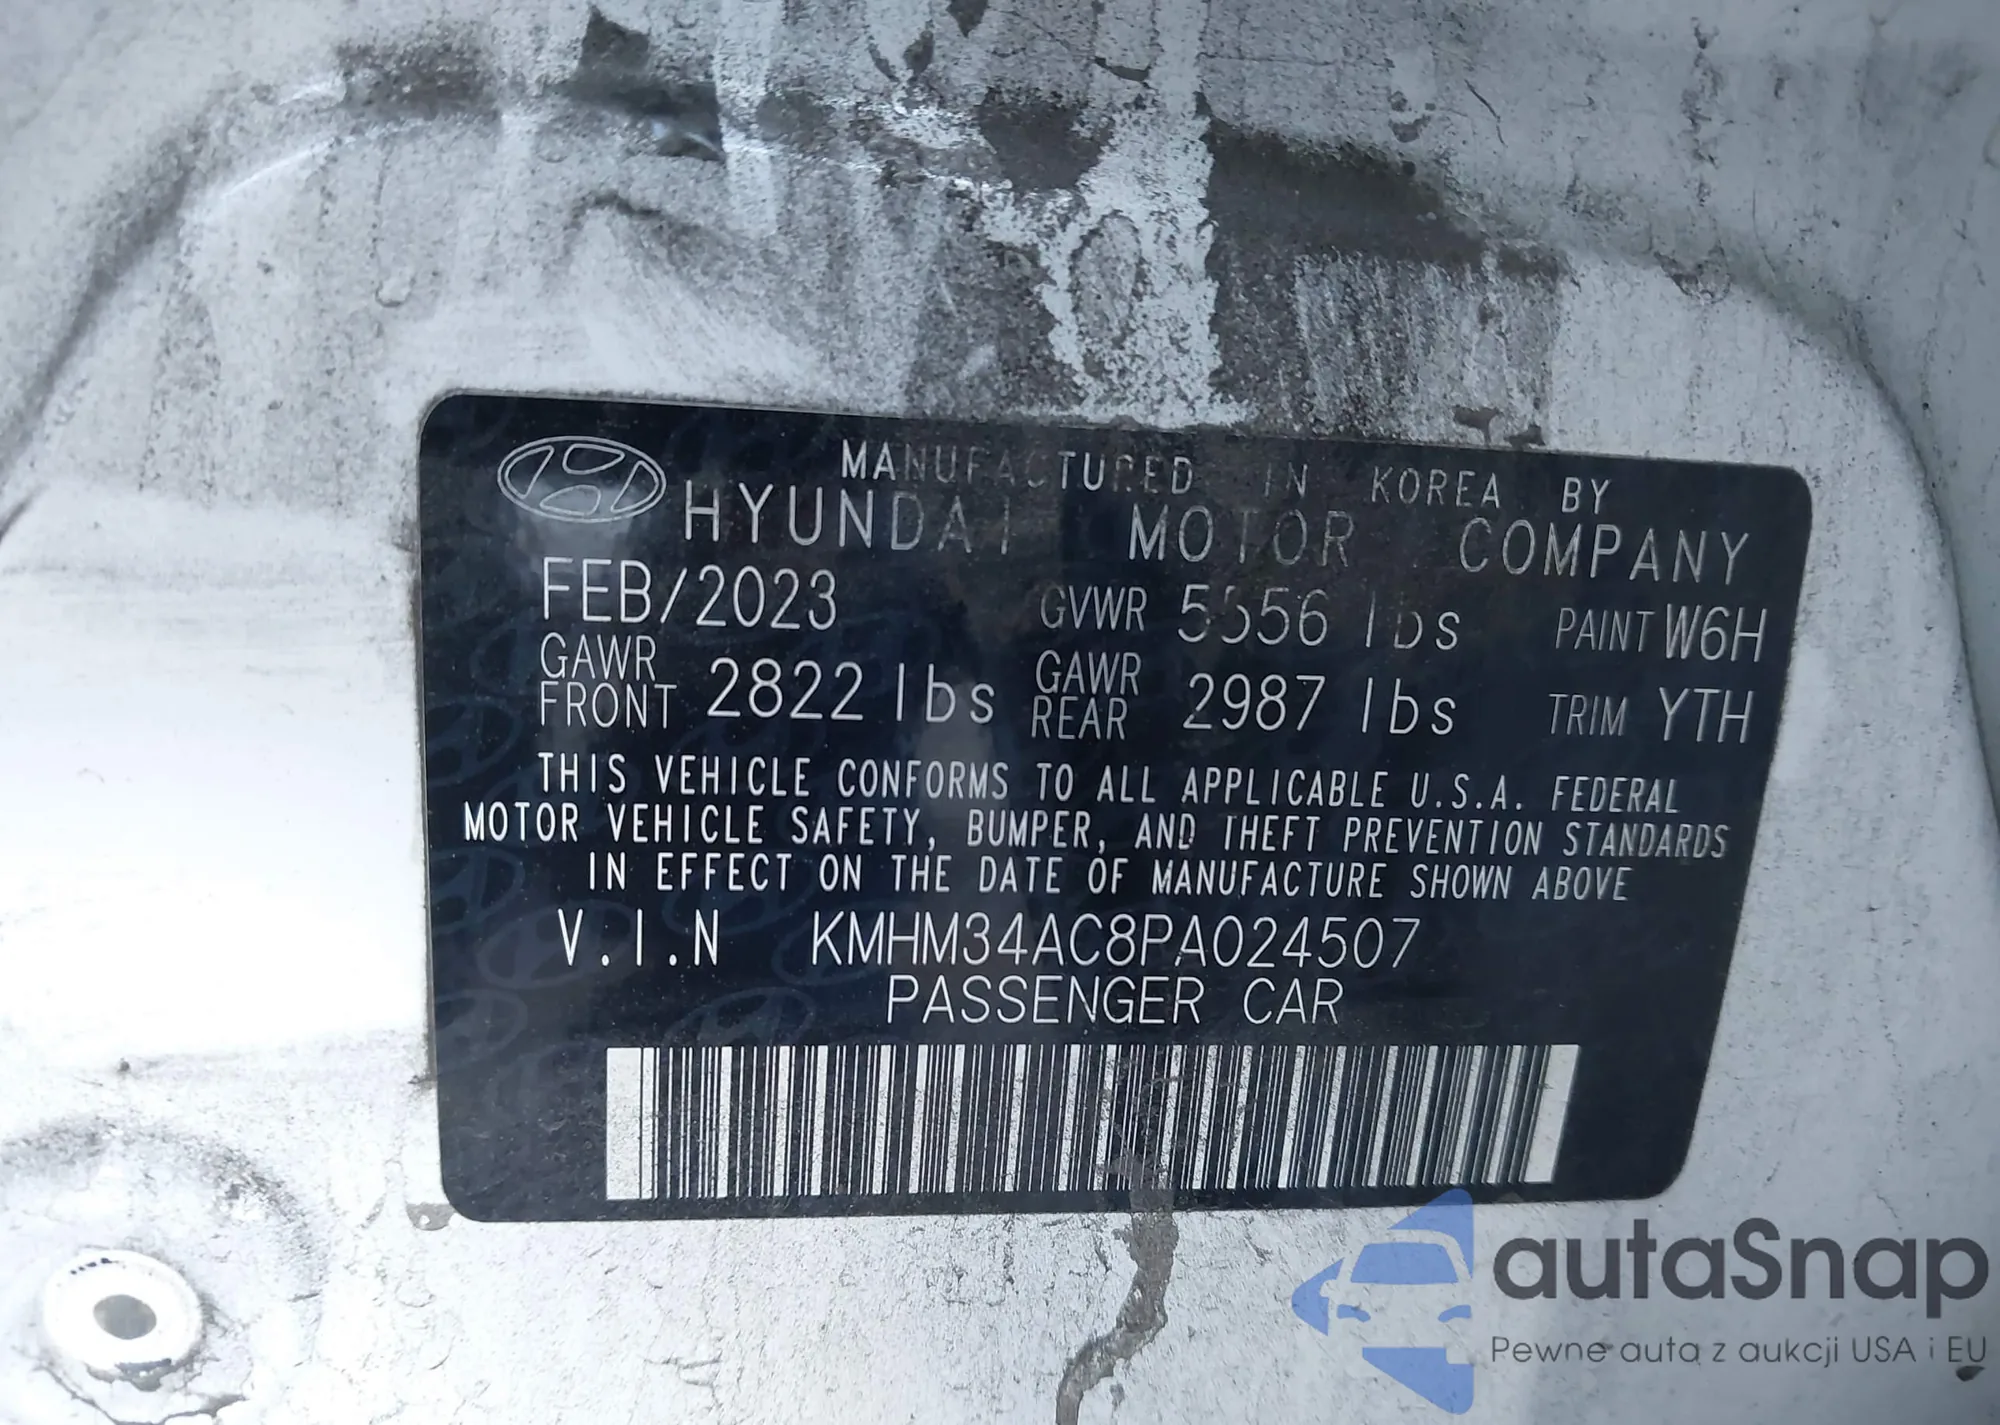 MANUFACTURED IN KOREA BY
HYUNDAI MOTOR COMPANY
FEB/2023 GVWR 5556 lbs PAINT W6H
GAWR FRONT 2822 lbs GAWR REAR 2987 lbs TRIM YTH
THIS VEHICLE CONFORMS TO ALL APPLICABLE U.S.A. FEDERAL
MOTOR VEHICLE SAFETY, BUMPER, AND THEFT PREVENTION STANDARDS
IN EFFECT ON THE DATE OF MANUFACTURE SHOWN ABOVE
V.I.N KMHM34AC8PA024507
PASSENGER CAR
autaSnap
Pewne auta z aukcji USA i EU